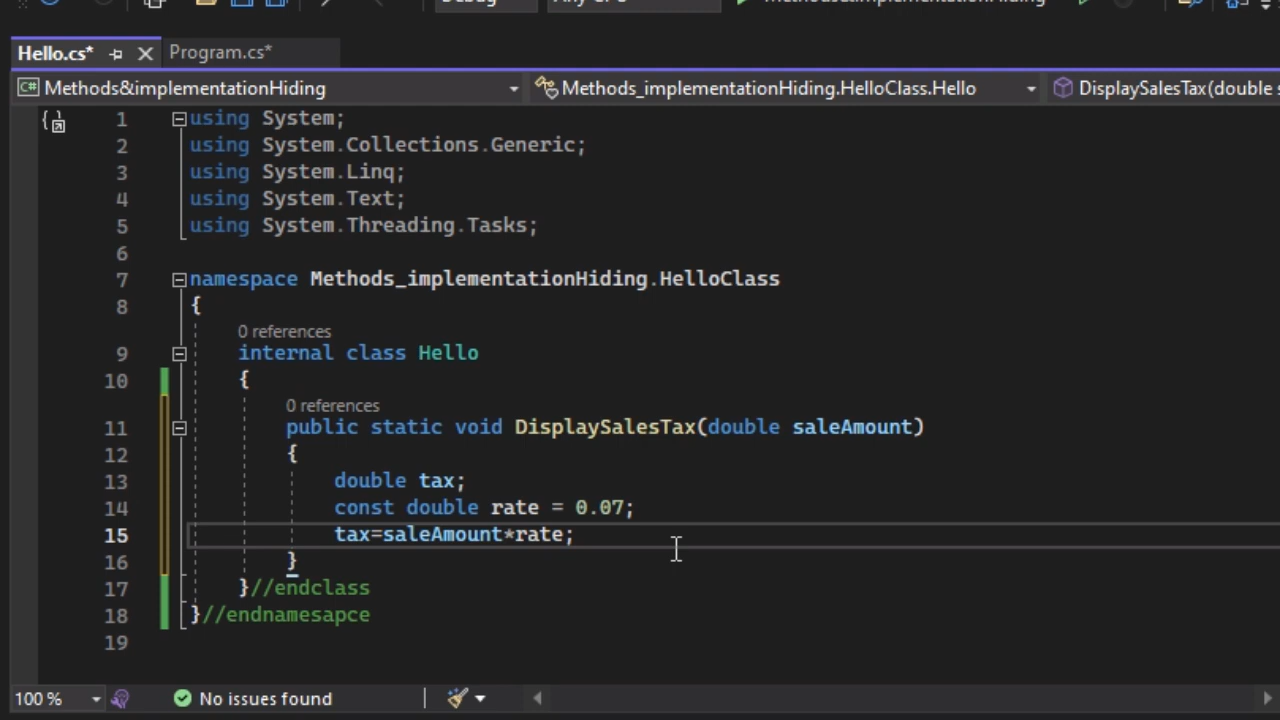 Hello.cs* Program.cs*
Methods&implementationHiding Methods_implementationHiding.HelloClass.Hello DisplaySalesTax(double s
1 using System;
2 using System.Collections.Generic;
3 using System.Linq;
4 using System.Text;
5 using System.Threading.Tasks;
6
7 namespace Methods_implementationHiding.HelloClass
8 {
0 references
9 internal class Hello
10 {
0 references
11 public static void DisplaySalesTax(double saleAmount)
12 {
13 double tax;
14 const double rate = 0.07;
15 tax=saleAmount*rate;
16 }
17 }//endclass
18 }//endnamesapce
19
100 % No issues found